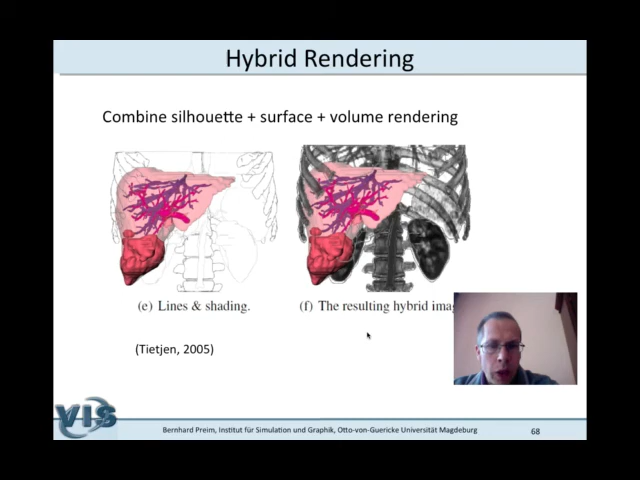 Hybrid Rendering
Combine silhouette + surface + volume rendering
(e) Lines & shading.
(f) The resulting hybrid
(Tietjen, 2005)
VIS
Bernhard Preim, Institut für Simulation und Graphik, Otto-von-Guericke Universität Magdeburg
68